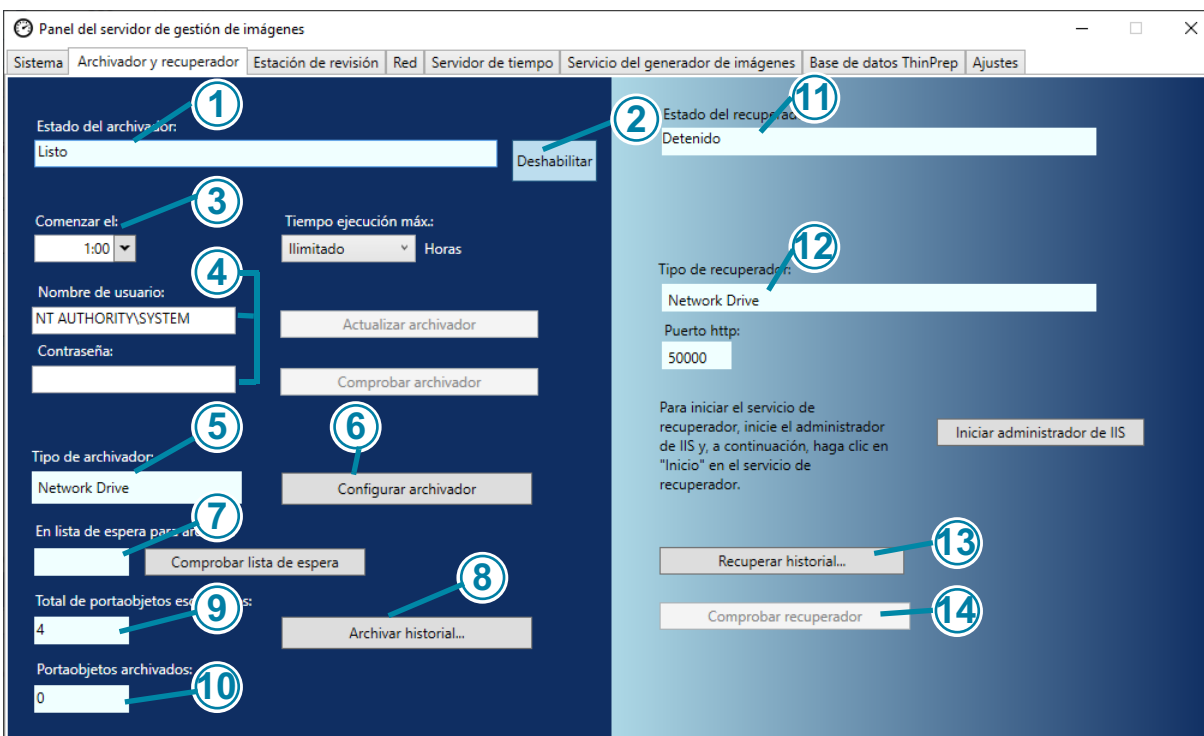 Panel del servidor de gestión de imágenes
Sistema
Archivador y recuperador
Estación de revisión
Red
Servidor de tiempo
Servicio del generador de imágenes
Base de datos ThinPrep
Ajustes
1
Estado del archivador:
Listo
2
Deshabilitar
3
Comenzar el:
1:00
Tiempo ejecución máx.:
Ilimitado
Horas
4
Nombre de usuario:
NT AUTHORITY\SYSTEM
Actualizar archivador
Contraseña:
Comprobar archivador
5
Tipo de archivador:
Network Drive
6
Configurar archivador
7
En lista de espera para
Comprobar lista de espera
8
Total de portaobjetos
9
4
Archivar historial...
Portaobjetos archivados:
10
0
11
Estado del
Detenido
12
Tipo de recuperador:
Network Drive
Puerto http:
50000
Para iniciar el servicio de
recuperador, inicie el administrador
de IIS y, a continuación, haga clic en
"Inicio" en el servicio de
recuperador.
Iniciar administrador de IIS
13
Recuperar historial...
14
Comprobar recuperador